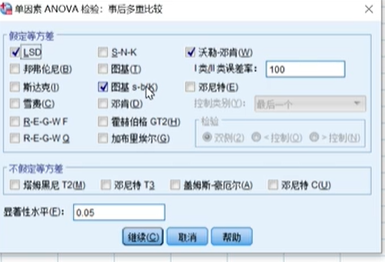 单因素 ANOVA 检验：事后多重比较
假定等方差
LSD S-N-K 沃勒-邓肯(W)
邦弗伦尼(B) 图基(T) I 类/II 类误差率： 100
斯达克(I) 图基 s-b(K) 邓尼特(E)
雪费(C) 邓肯(D) 控制类别(Y)： 最后一个
R-E-G-W F 霍赫伯格 GT2(H) 检验
R-E-G-W Q 加布里埃尔(G) 双侧(2) < 控制(O) > 控制(N)
不假定等方差
塔姆黑尼 T2(M) 邓尼特 T3 盖姆斯-豪厄尔(A) 邓尼特 C(U)
显著性水平(F)： 0.05
继续(C) 取消 帮助